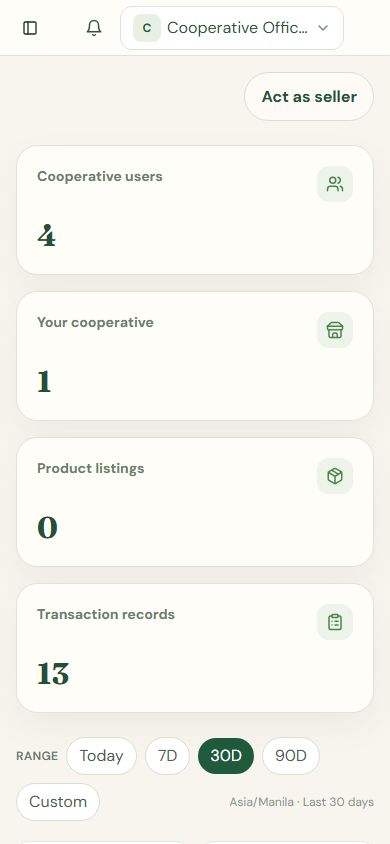 C Cooperative Offic...
Act as seller
Cooperative users
4
Your cooperative
1
Product listings
0
Transaction records
13
RANGE Today 7D 30D 90D
Custom Asia/Manila · Last 30 days